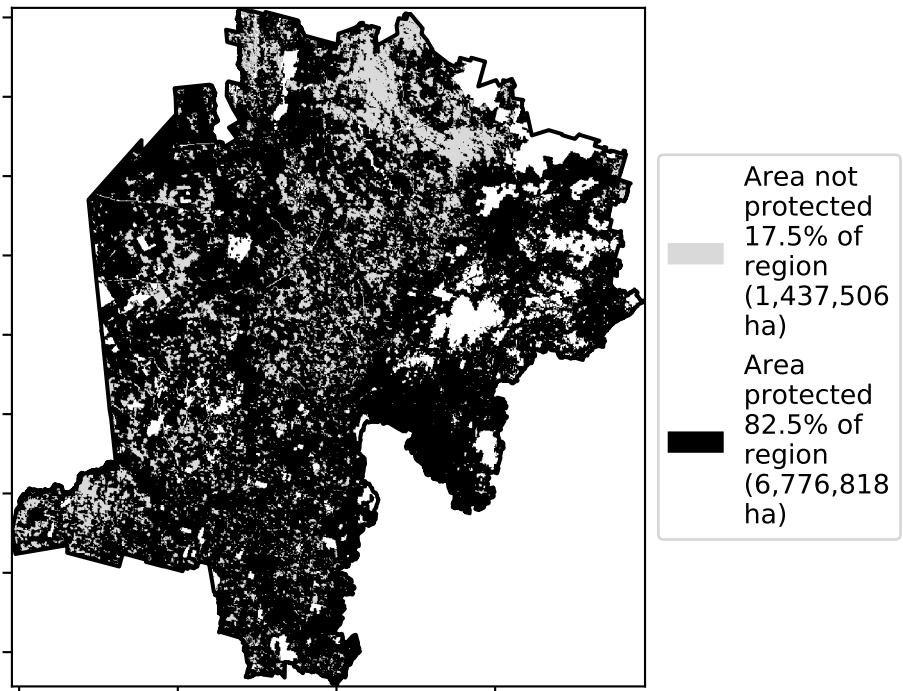 Area not
protected
17.5% of
region
(1,437,506
ha)
Area
protected
82.5% of
region
(6,776,818
ha)